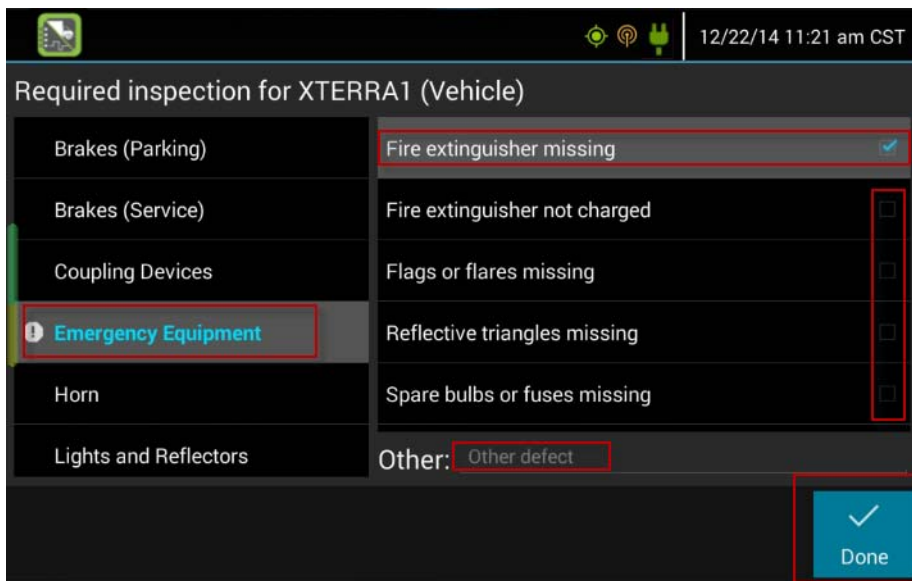 12/22/14 11:21 am CST
Required inspection for XTERRA1 (Vehicle)
Brakes (Parking)
Brakes (Service)
Coupling Devices
Emergency Equipment
Horn
Lights and Reflectors
Fire extinguisher missing
Fire extinguisher not charged
Flags or flares missing
Reflective triangles missing
Spare bulbs or fuses missing
Other: Other defect
Done